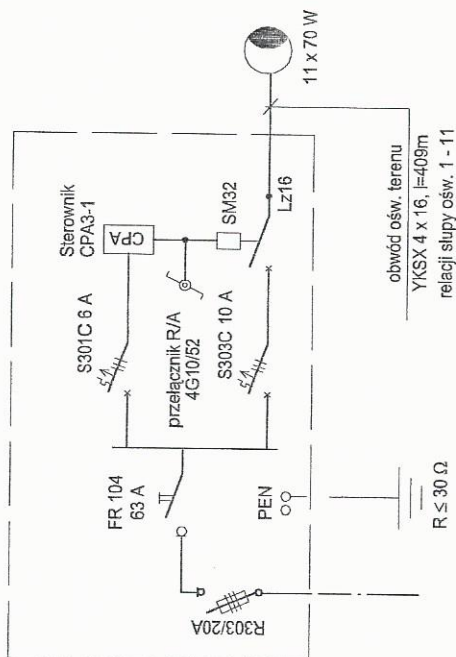 11 x 70 W
Sterownik
CPA3-1
CPA
SM32
Lz16
S301C 6 A
przełącznik R/A
4G10/52
S303C 10 A
obwód ośw. terenu
YKSX 4 x 16, l=409m
relacji słupy ośw. 1 - 11
FR 104
63 A
PEN
R303/20A
R ≤ 30 Ω